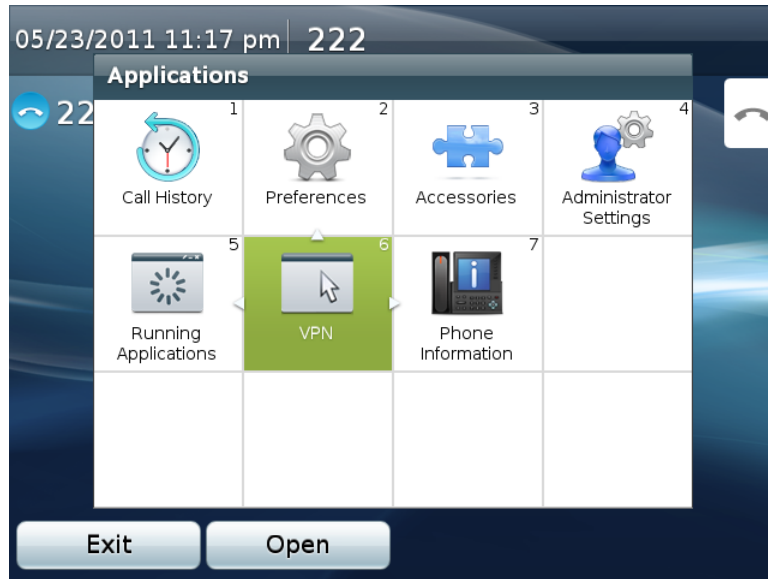 05/23/2011 11:17 pm 222
Applications
22
1
Call History
2
Preferences
3
Accessories
4
Administrator
Settings
5
Running
Applications
6
VPN
7
Phone
Information
Exit
Open